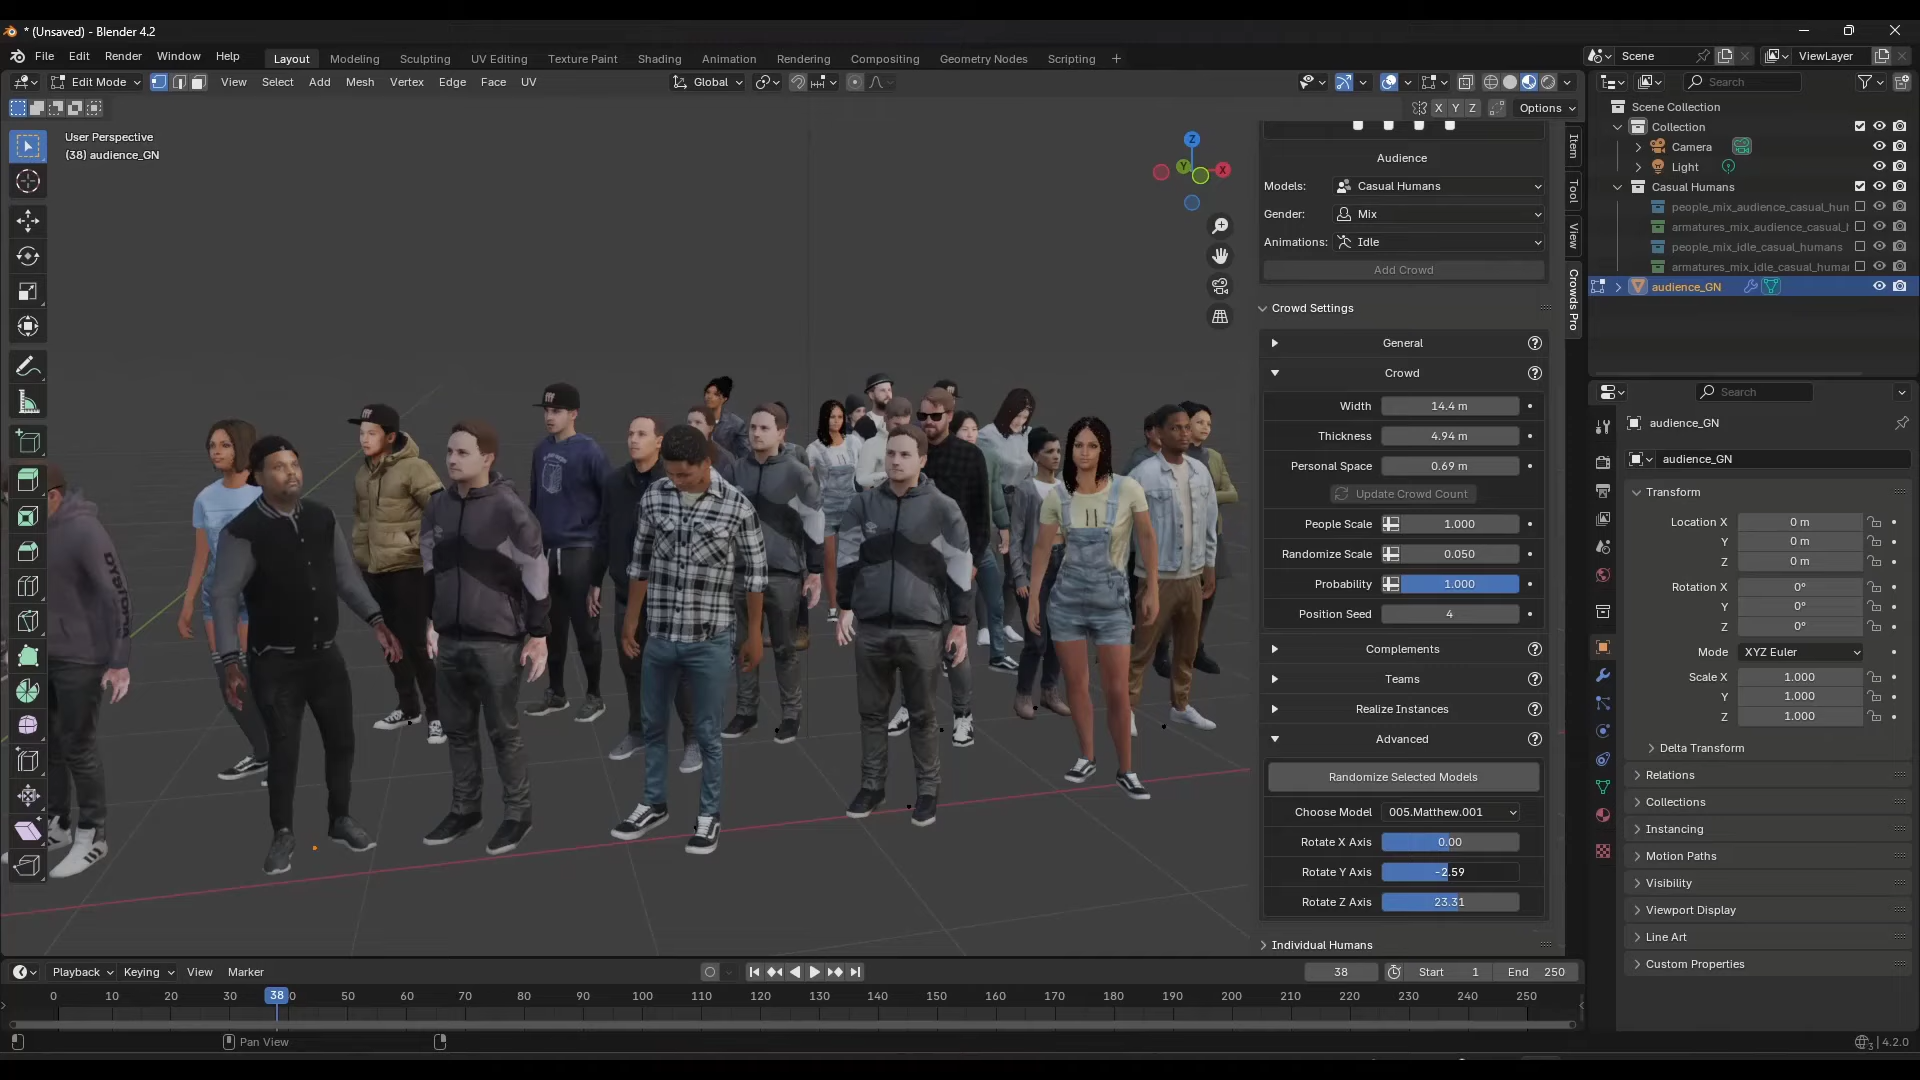 * (Unsaved) - Blender 4.2
File Edit Render Window Help Layout Modeling Sculpting UV Editing Texture Paint Shading Animation Rendering Compositing Geometry Nodes Scripting + Scene ViewLayer
Edit Mode View Select Add Mesh Vertex Edge Face UV Global Search
X Y Z Options
User Perspective
(38) audience_GN
Z
Y
X
Item
Tool
View
Crowds Pro
Audience
Models: Casual Humans
Gender: Mix
Animations: Idle
Add Crowd
Crowd Settings
General
Crowd
Width 14.4 m
Thickness 4.94 m
Personal Space 0.69 m
Update Crowd Count
People Scale 1.000
Randomize Scale 0.050
Probability 1.000
Position Seed 4
Complements
Teams
Realize Instances
Advanced
Randomize Selected Models
Choose Model 005.Matthew.001
Rotate X Axis 0.00
Rotate Y Axis -2.59
Rotate Z Axis 23.31
Individual Humans
Scene Collection
Collection
Camera
Light
Casual Humans
people_mix_audience_casual_hum
armatures_mix_audience_casual_h
people_mix_idle_casual_humans
armatures_mix_idle_casual_human
audience_GN
Search
audience_GN
audience_GN
Transform
Location X 0 m
Y 0 m
Z 0 m
Rotation X 0°
Y 0°
Z 0°
Mode XYZ Euler
Scale X 1.000
Y 1.000
Z 1.000
Delta Transform
Relations
Collections
Instancing
Motion Paths
Visibility
Viewport Display
Line Art
Custom Properties
Playback Keying View Marker 38 Start 1 End 250
0 10 20 30 38 0 50 60 70 80 90 100 110 120 130 140 150 160 170 180 190 200 210 220 230 240 250
Pan View
3 4.2.0